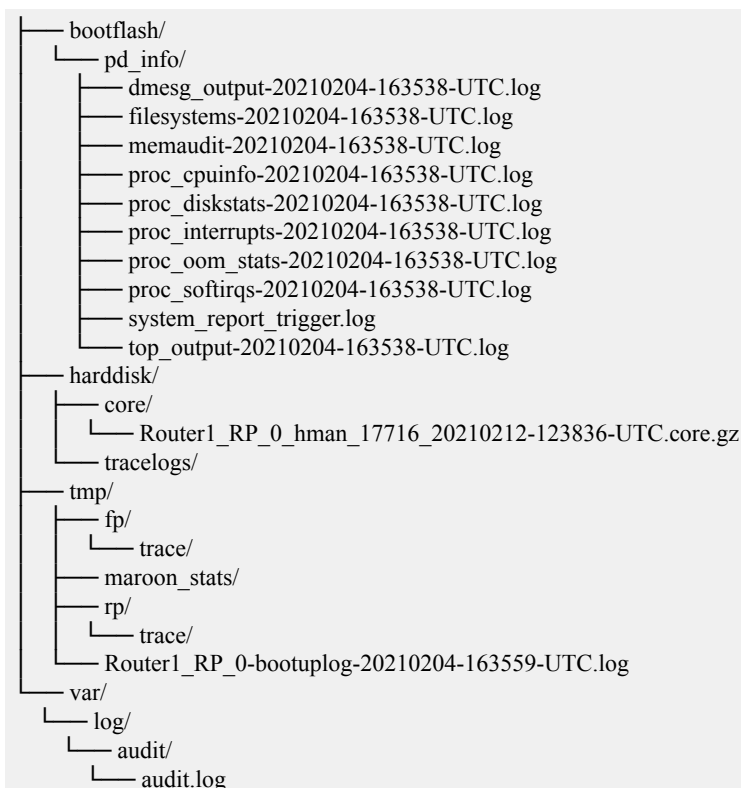 ├── bootflash/
│   └── pd_info/
│       ├── dmesg_output-20210204-163538-UTC.log
│       ├── filesystems-20210204-163538-UTC.log
│       ├── memaudit-20210204-163538-UTC.log
│       ├── proc_cpuinfo-20210204-163538-UTC.log
│       ├── proc_diskstats-20210204-163538-UTC.log
│       ├── proc_interrupts-20210204-163538-UTC.log
│       ├── proc_oom_stats-20210204-163538-UTC.log
│       ├── proc_softirqs-20210204-163538-UTC.log
│       ├── system_report_trigger.log
│       └── top_output-20210204-163538-UTC.log
├── harddisk/
│   ├── core/
│   │   └── Router1_RP_0_hman_17716_20210212-123836-UTC.core.gz
│   └── tracelogs/
├── tmp/
│   ├── fp/
│   │   └── trace/
│   ├── maroon_stats/
│   ├── rp/
│   │   └── trace/
│   └── Router1_RP_0-bootuplog-20210204-163559-UTC.log
└── var/
    └── log/
        └── audit/
            └── audit.log